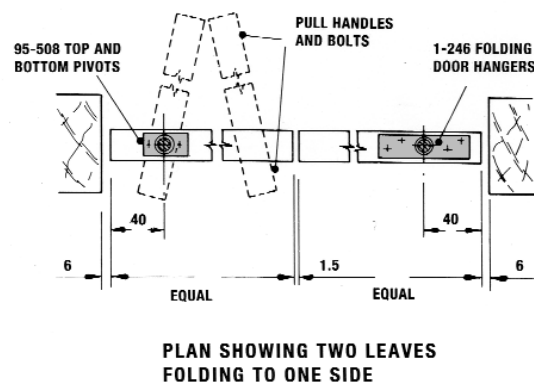 95-508 TOP AND
BOTTOM PIVOTS
PULL HANDLES
AND BOLTS
1-246 FOLDING
DOOR HANGERS
40
40
6
1.5
6
EQUAL
EQUAL
PLAN SHOWING TWO LEAVES
FOLDING TO ONE SIDE